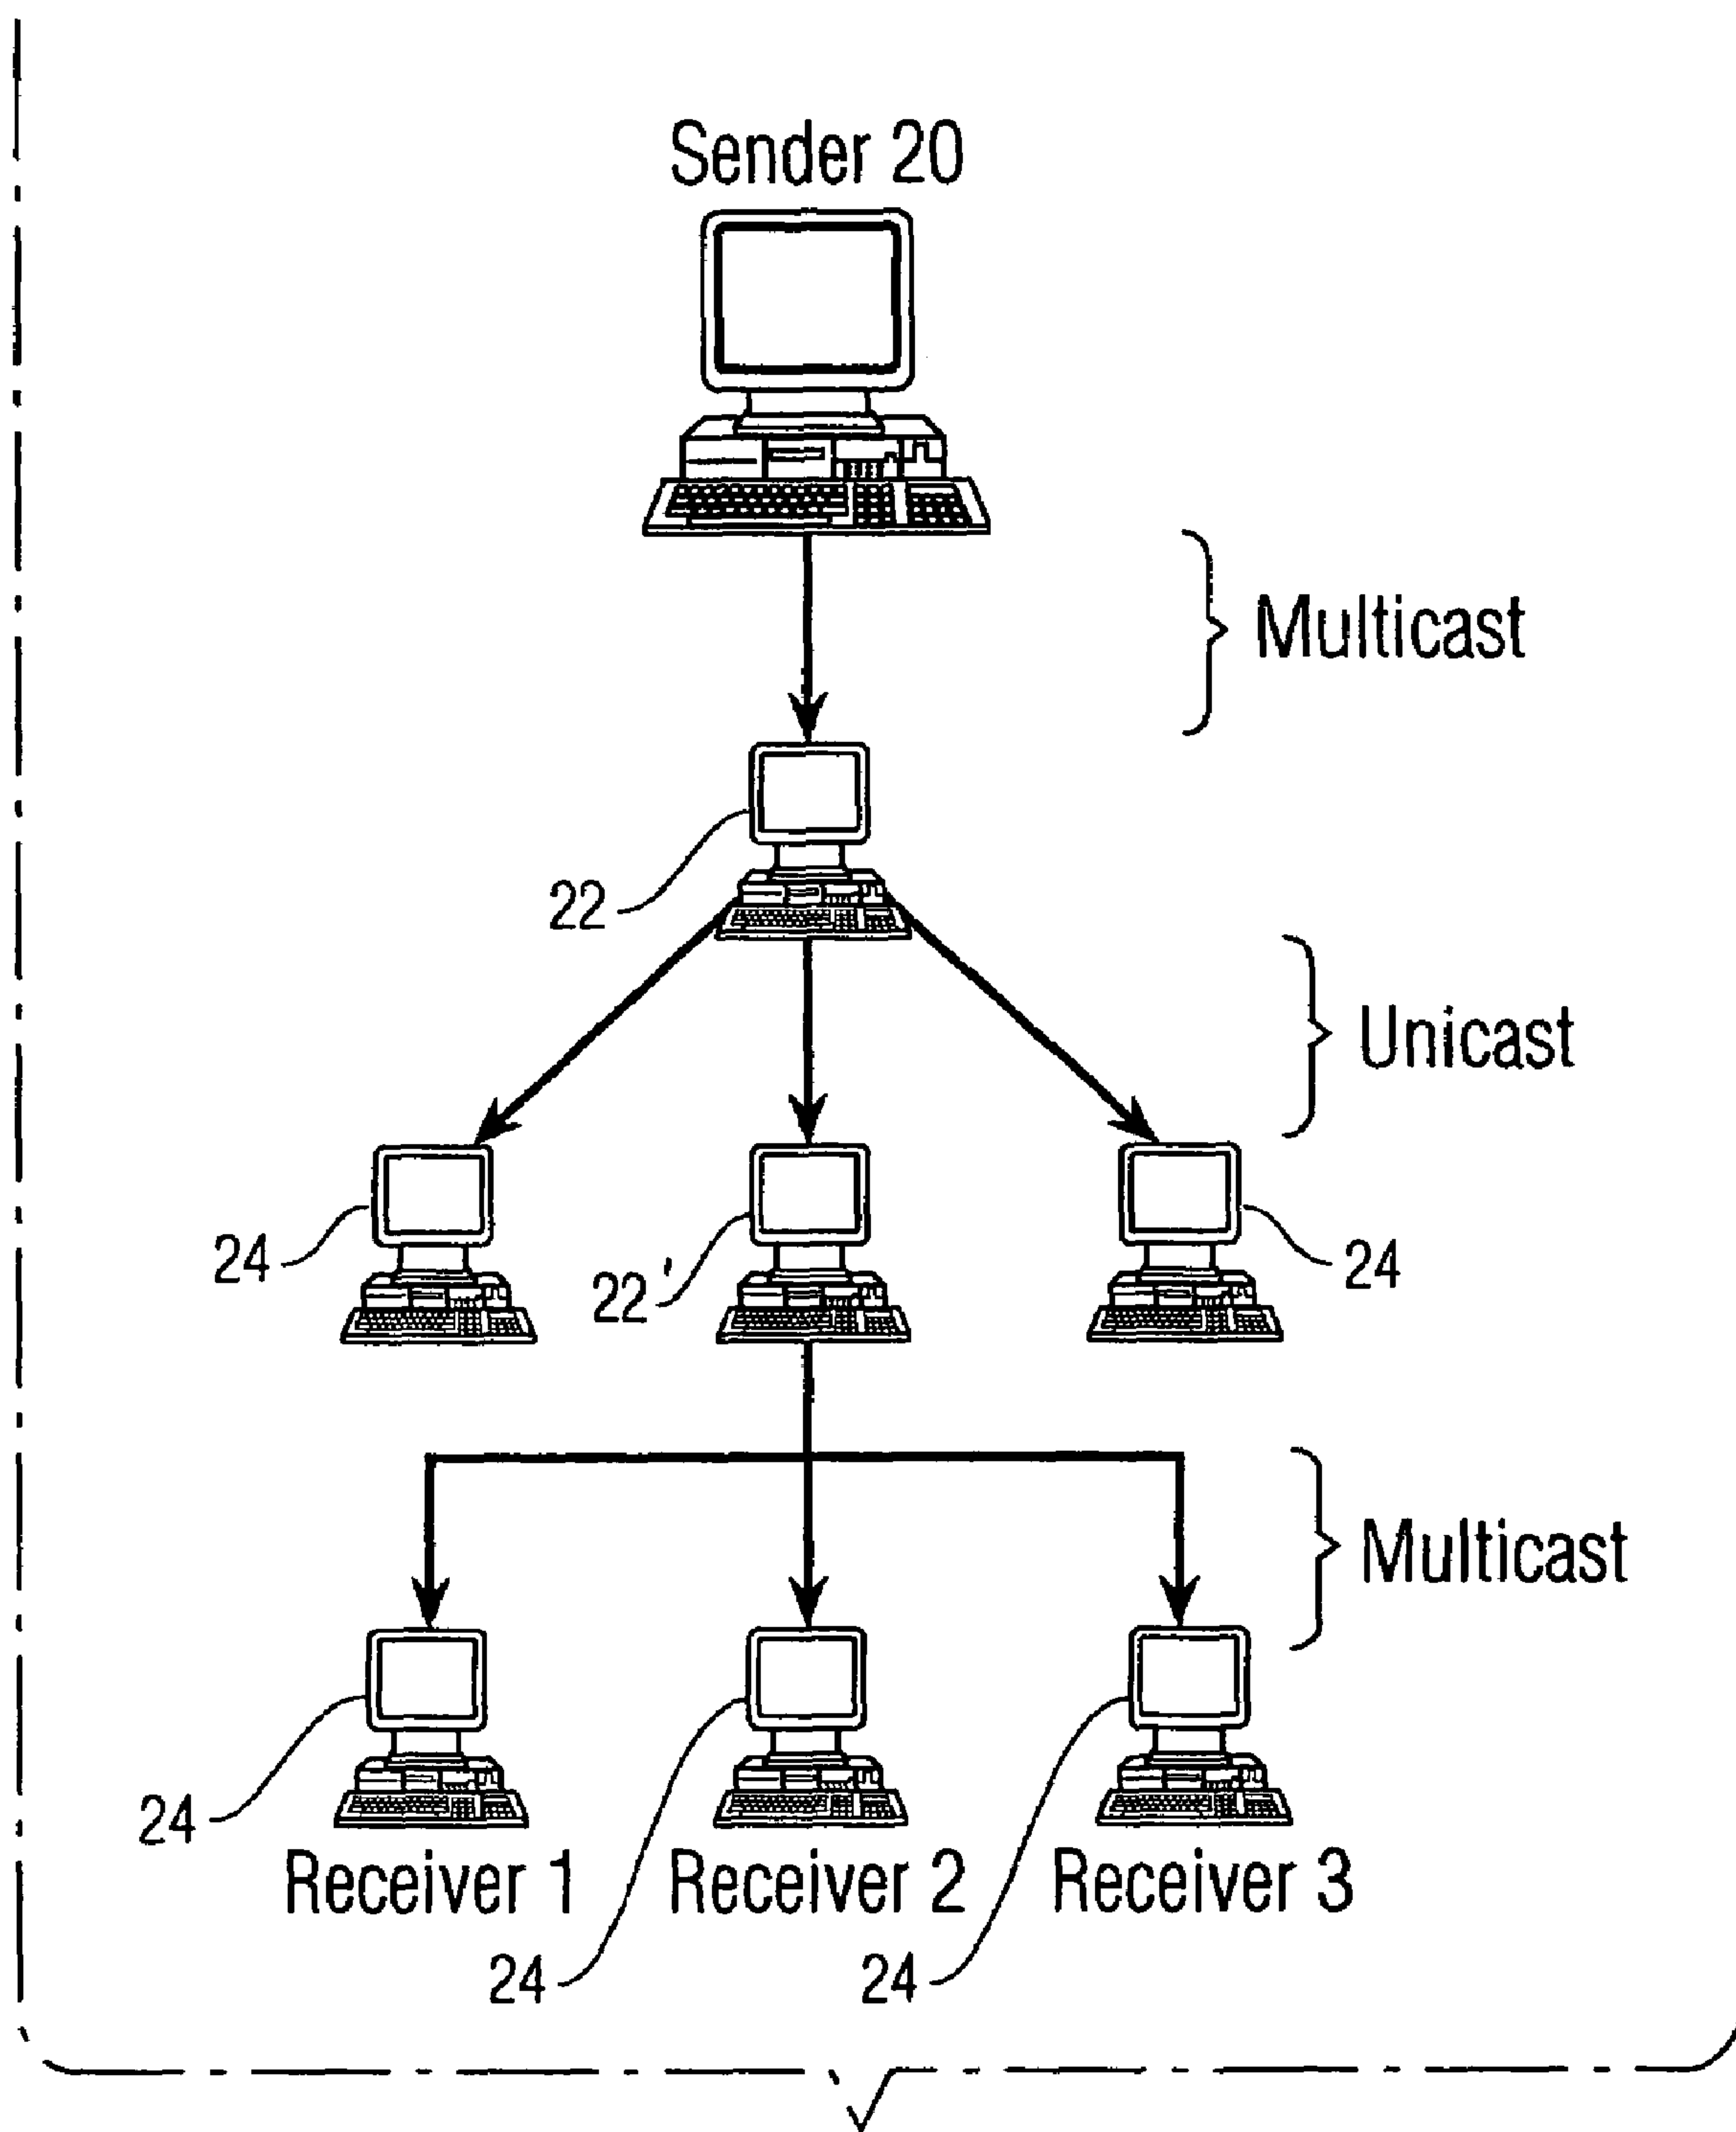 Sender 20
Multicast
22
Unicast
24
22'
24
Multicast
24
Receiver 1
Receiver 2
Receiver 3
24
24